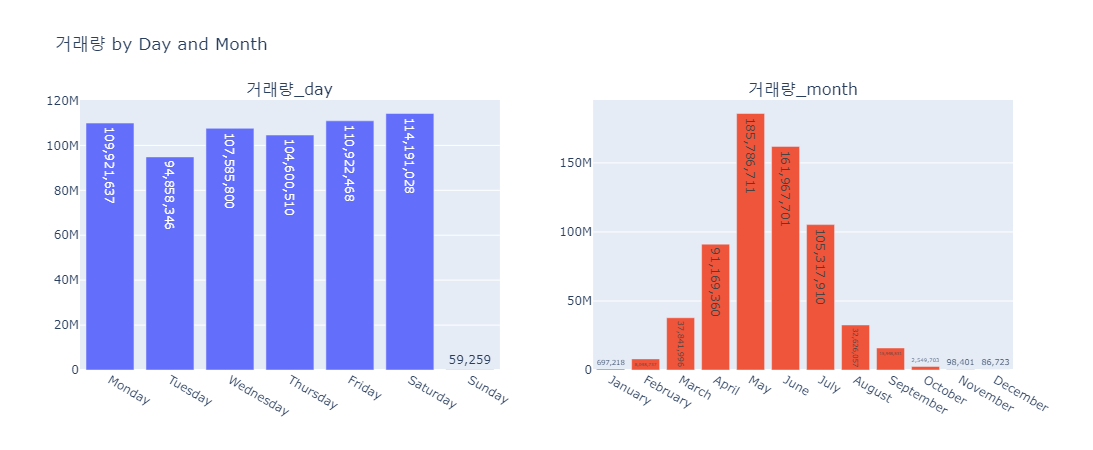 거래량 by Day and Month
거래량_day
120M
100M
80M
60M
40M
20M
0
109,921,637
94,858,346
107,585,800
104,600,510
110,922,468
114,191,028
59,259
Monday
Tuesday
Wednesday
Thursday
Friday
Saturday
Sunday
거래량_month
150M
100M
50M
0
697,218
37,841,996
91,169,360
185,786,711
161,967,701
105,317,910
32,626,057
2,549,703
98,401
86,723
January
February
March
April
May
June
July
August
September
October
November
December